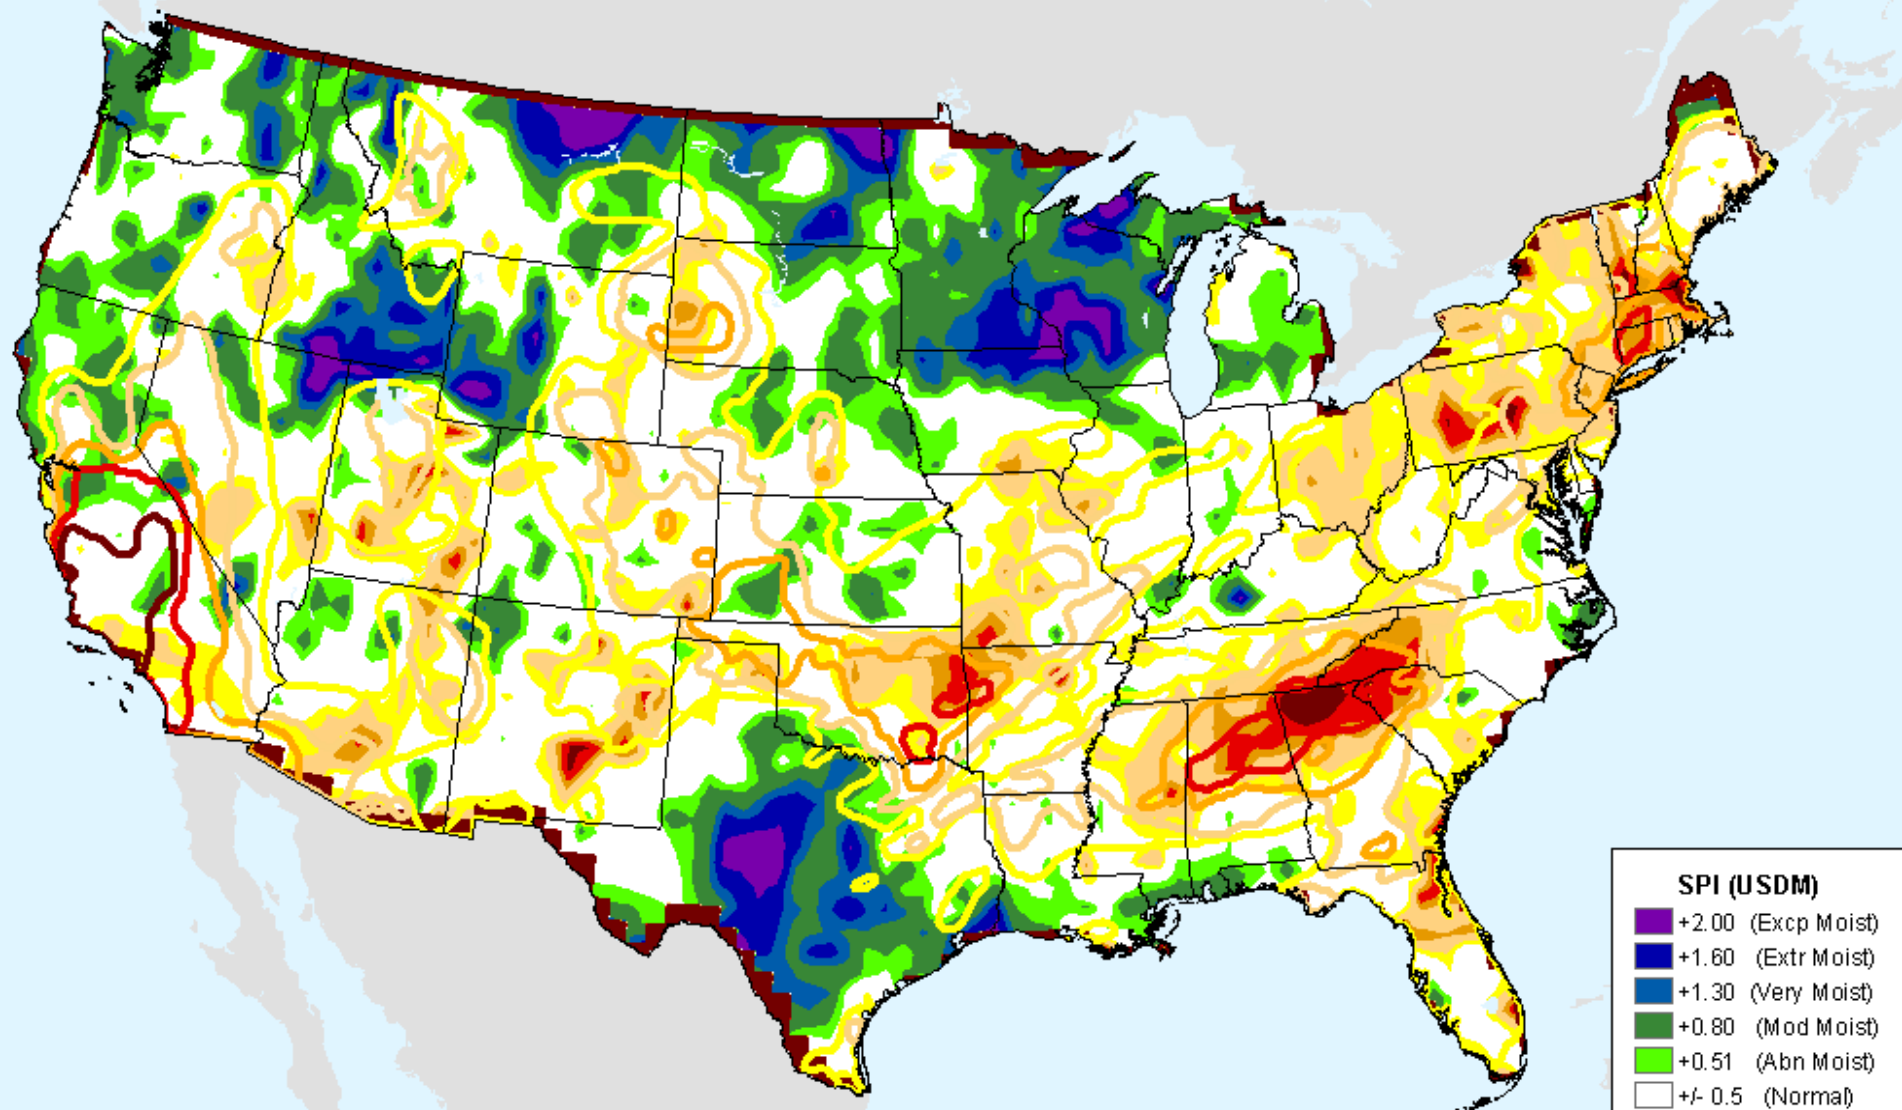 SPI (USDM)
+2.00 (Excp Moist)
+1.60 (Extr Moist)
+1.30 (Very Moist)
+0.80 (Mod Moist)
+0.51 (Abn Moist)
+/- 0.5 (Normal)